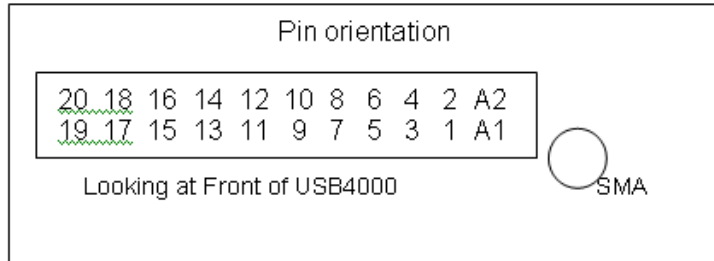 Pin orientation
20 18 16 14 12 10 8 6 4 2 A2
19 17 15 13 11 9 7 5 3 1 A1
Looking at Front of USB4000
SMA